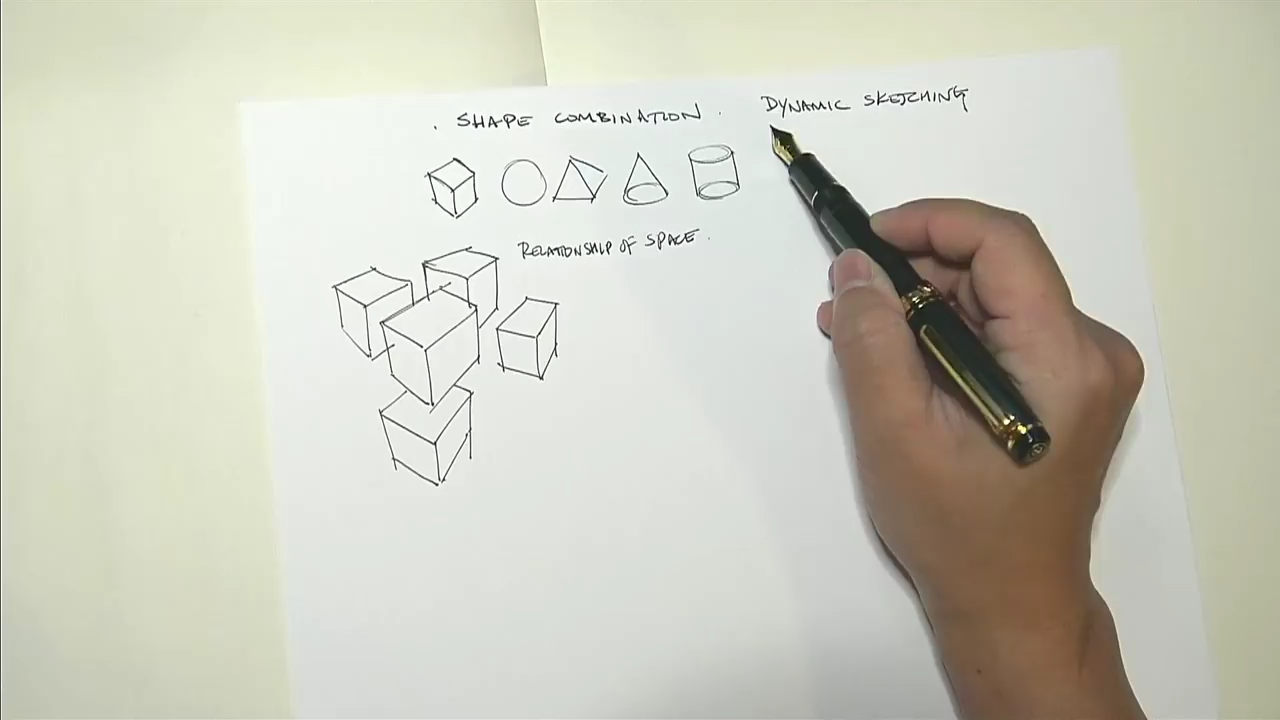 . SHAPE COMBINATION . DYNAMIC SKETCHING
RELATIONSHIP OF SPACE .